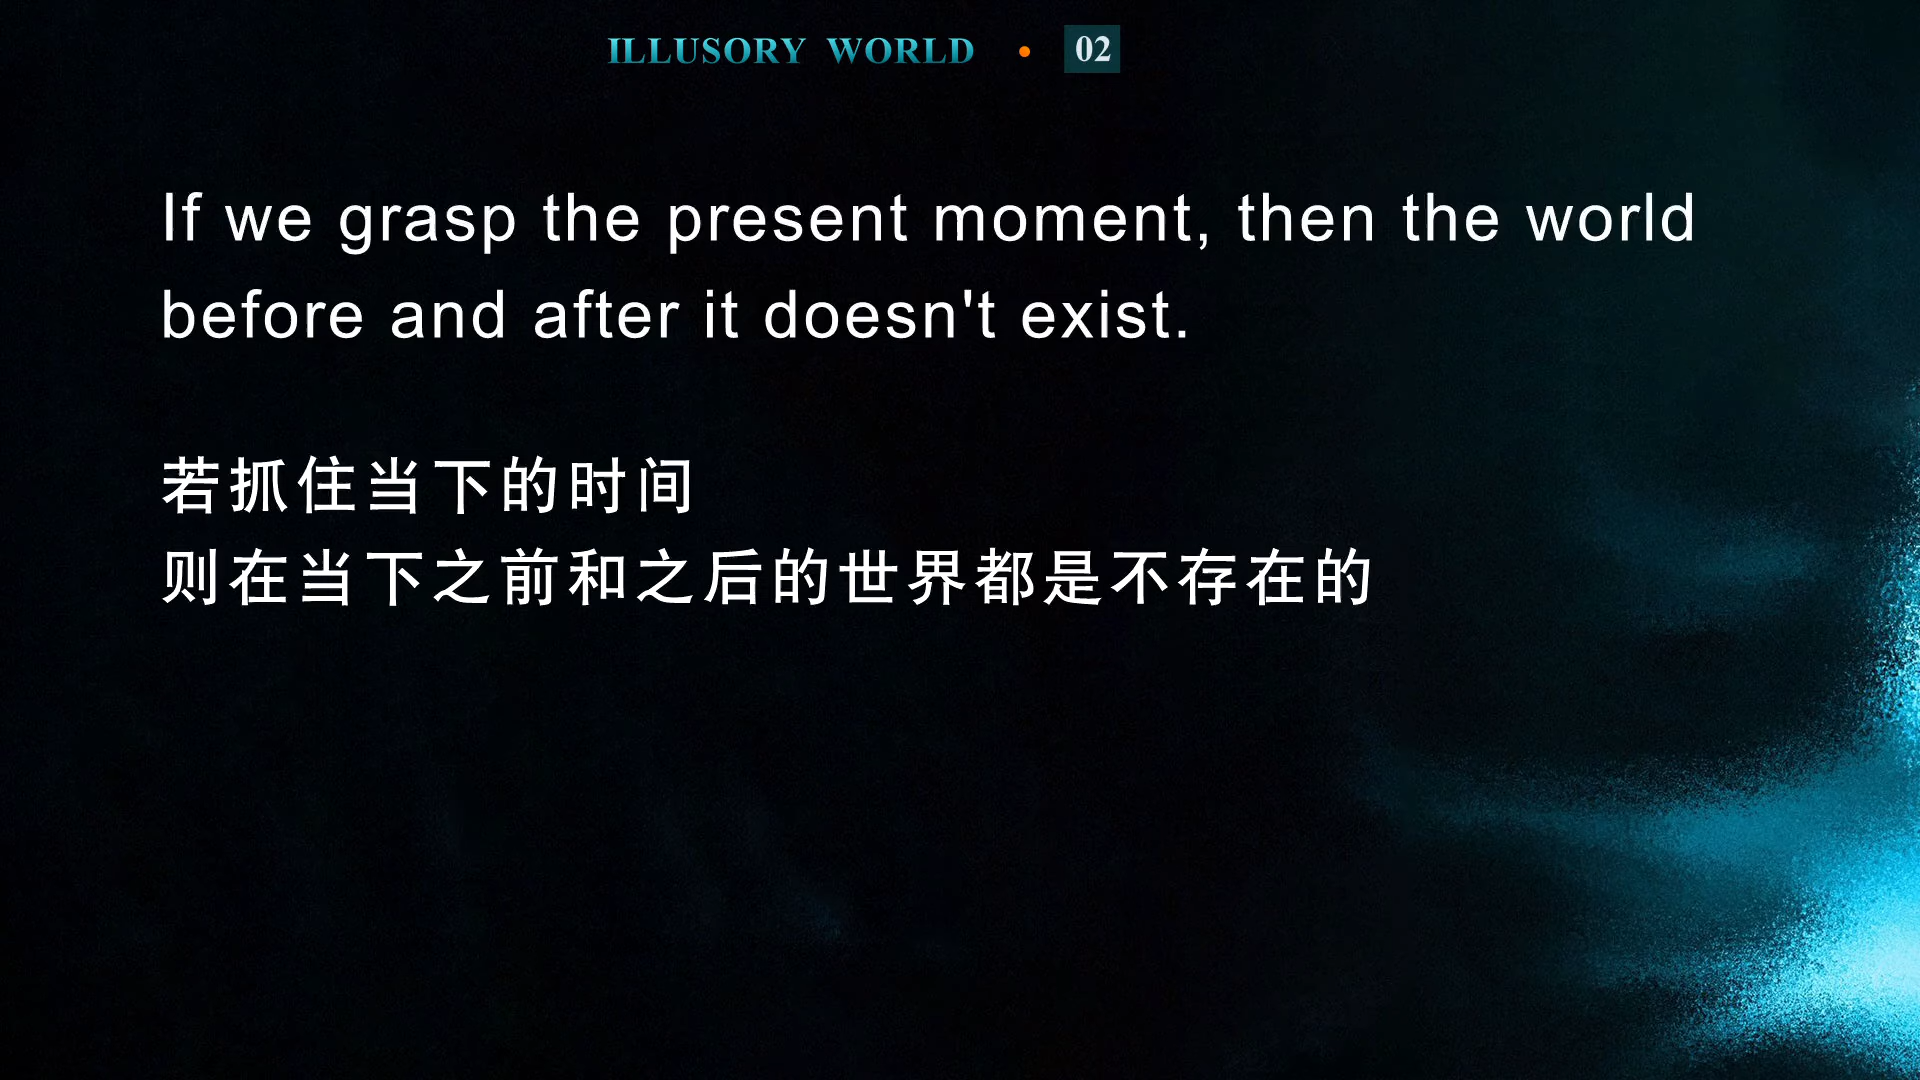 ILLUSORY WORLD • 02
If we grasp the present moment, then the world
before and after it doesn't exist.
若抓住当下的时间
则在当下之前和之后的世界都是不存在的